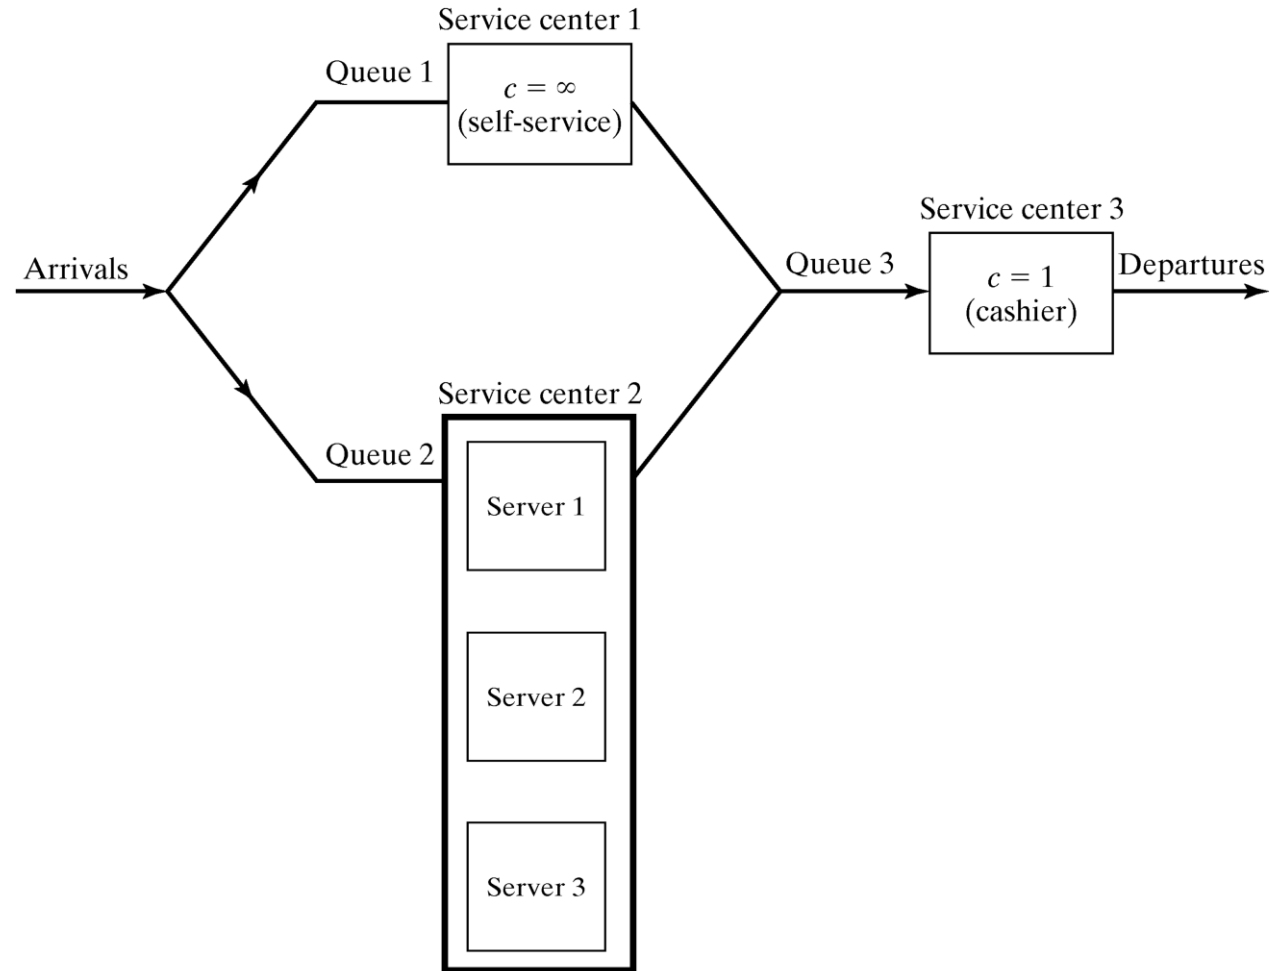 Service center 1
Queue 1
c = ∞
(self-service)
Service center 3
Arrivals
Queue 3
c = 1
(cashier)
Departures
Service center 2
Queue 2
Server 1
Server 2
Server 3